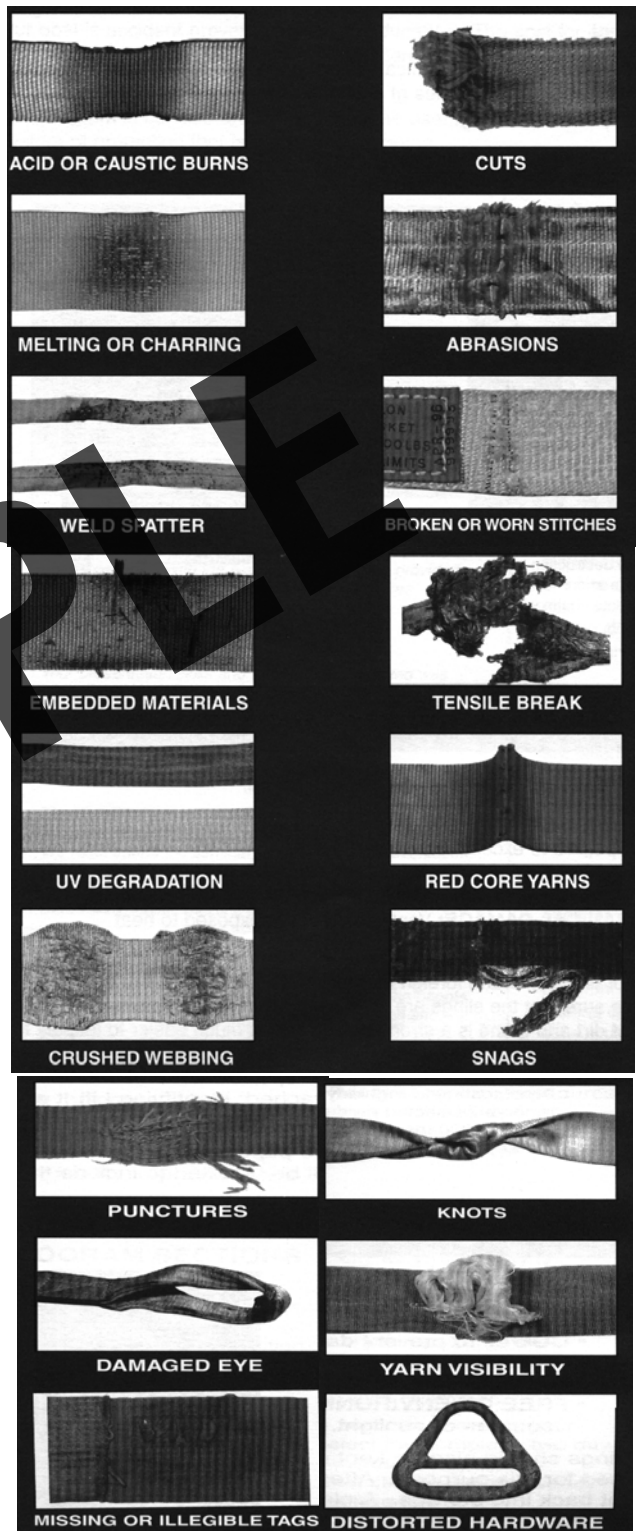 ACID OR CAUSTIC BURNS
CUTS
MELTING OR CHARRING
ABRASIONS
WELD SPATTER
BROKEN OR WORN STITCHES
EMBEDDED MATERIALS
TENSILE BREAK
UV DEGRADATION
RED CORE YARNS
CRUSHED WEBBING
SNAGS
PUNCTURES
KNOTS
DAMAGED EYE
YARN VISIBILITY
MISSING OR ILLEGIBLE TAGS
DISTORTED HARDWARE
PLE